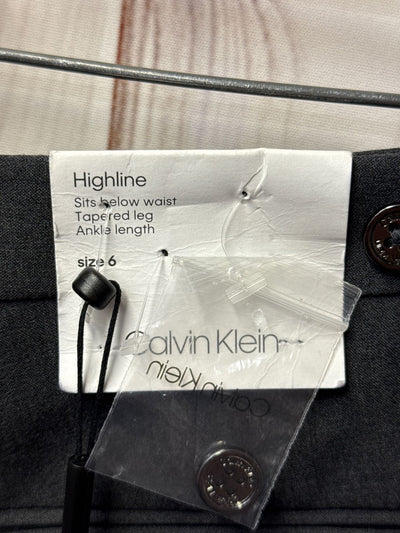 Highline
Sits below waist
Tapered leg
Ankle length
size 6
Calvin Klein
Calvin Klein